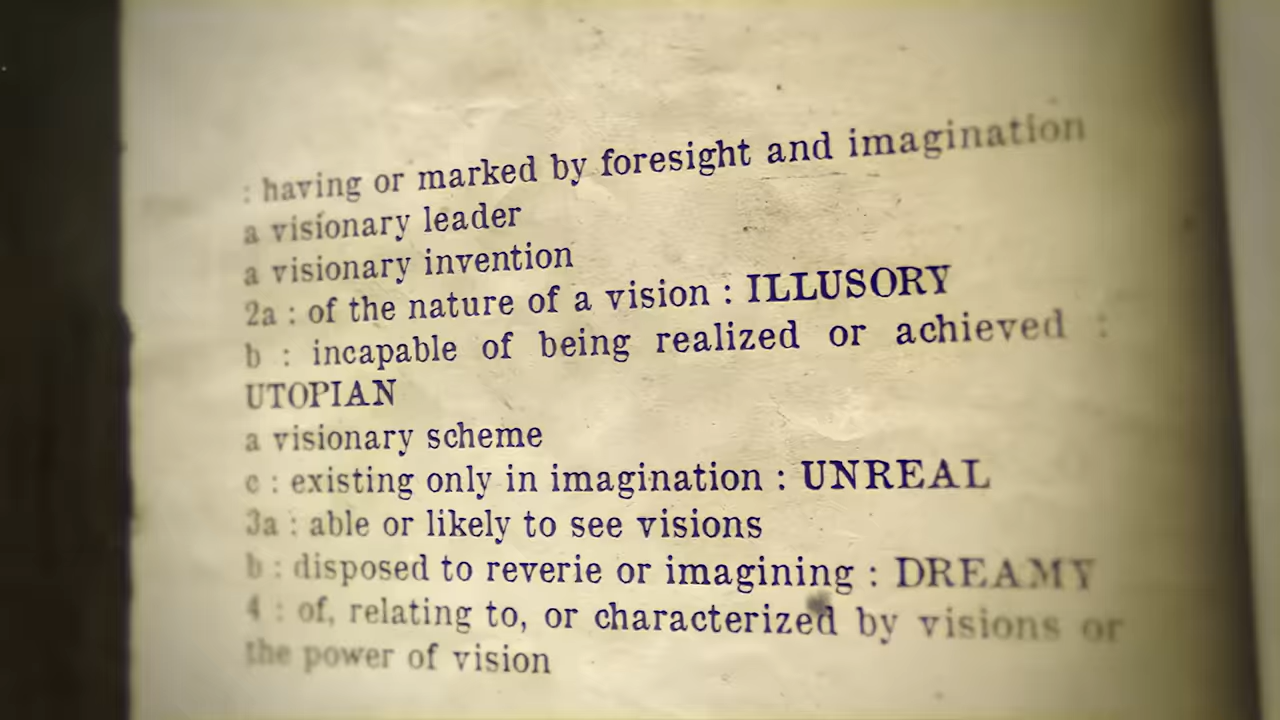 : having or marked by foresight and imagination
a visionary leader
a visionary invention
2a : of the nature of a vision : ILLUSORY
b : incapable of being realized or achieved :
UTOPIAN
a visionary scheme
c : existing only in imagination : UNREAL
3a : able or likely to see visions
b : disposed to reverie or imagining : DREAMY
4 : of, relating to, or characterized by visions or
the power of vision